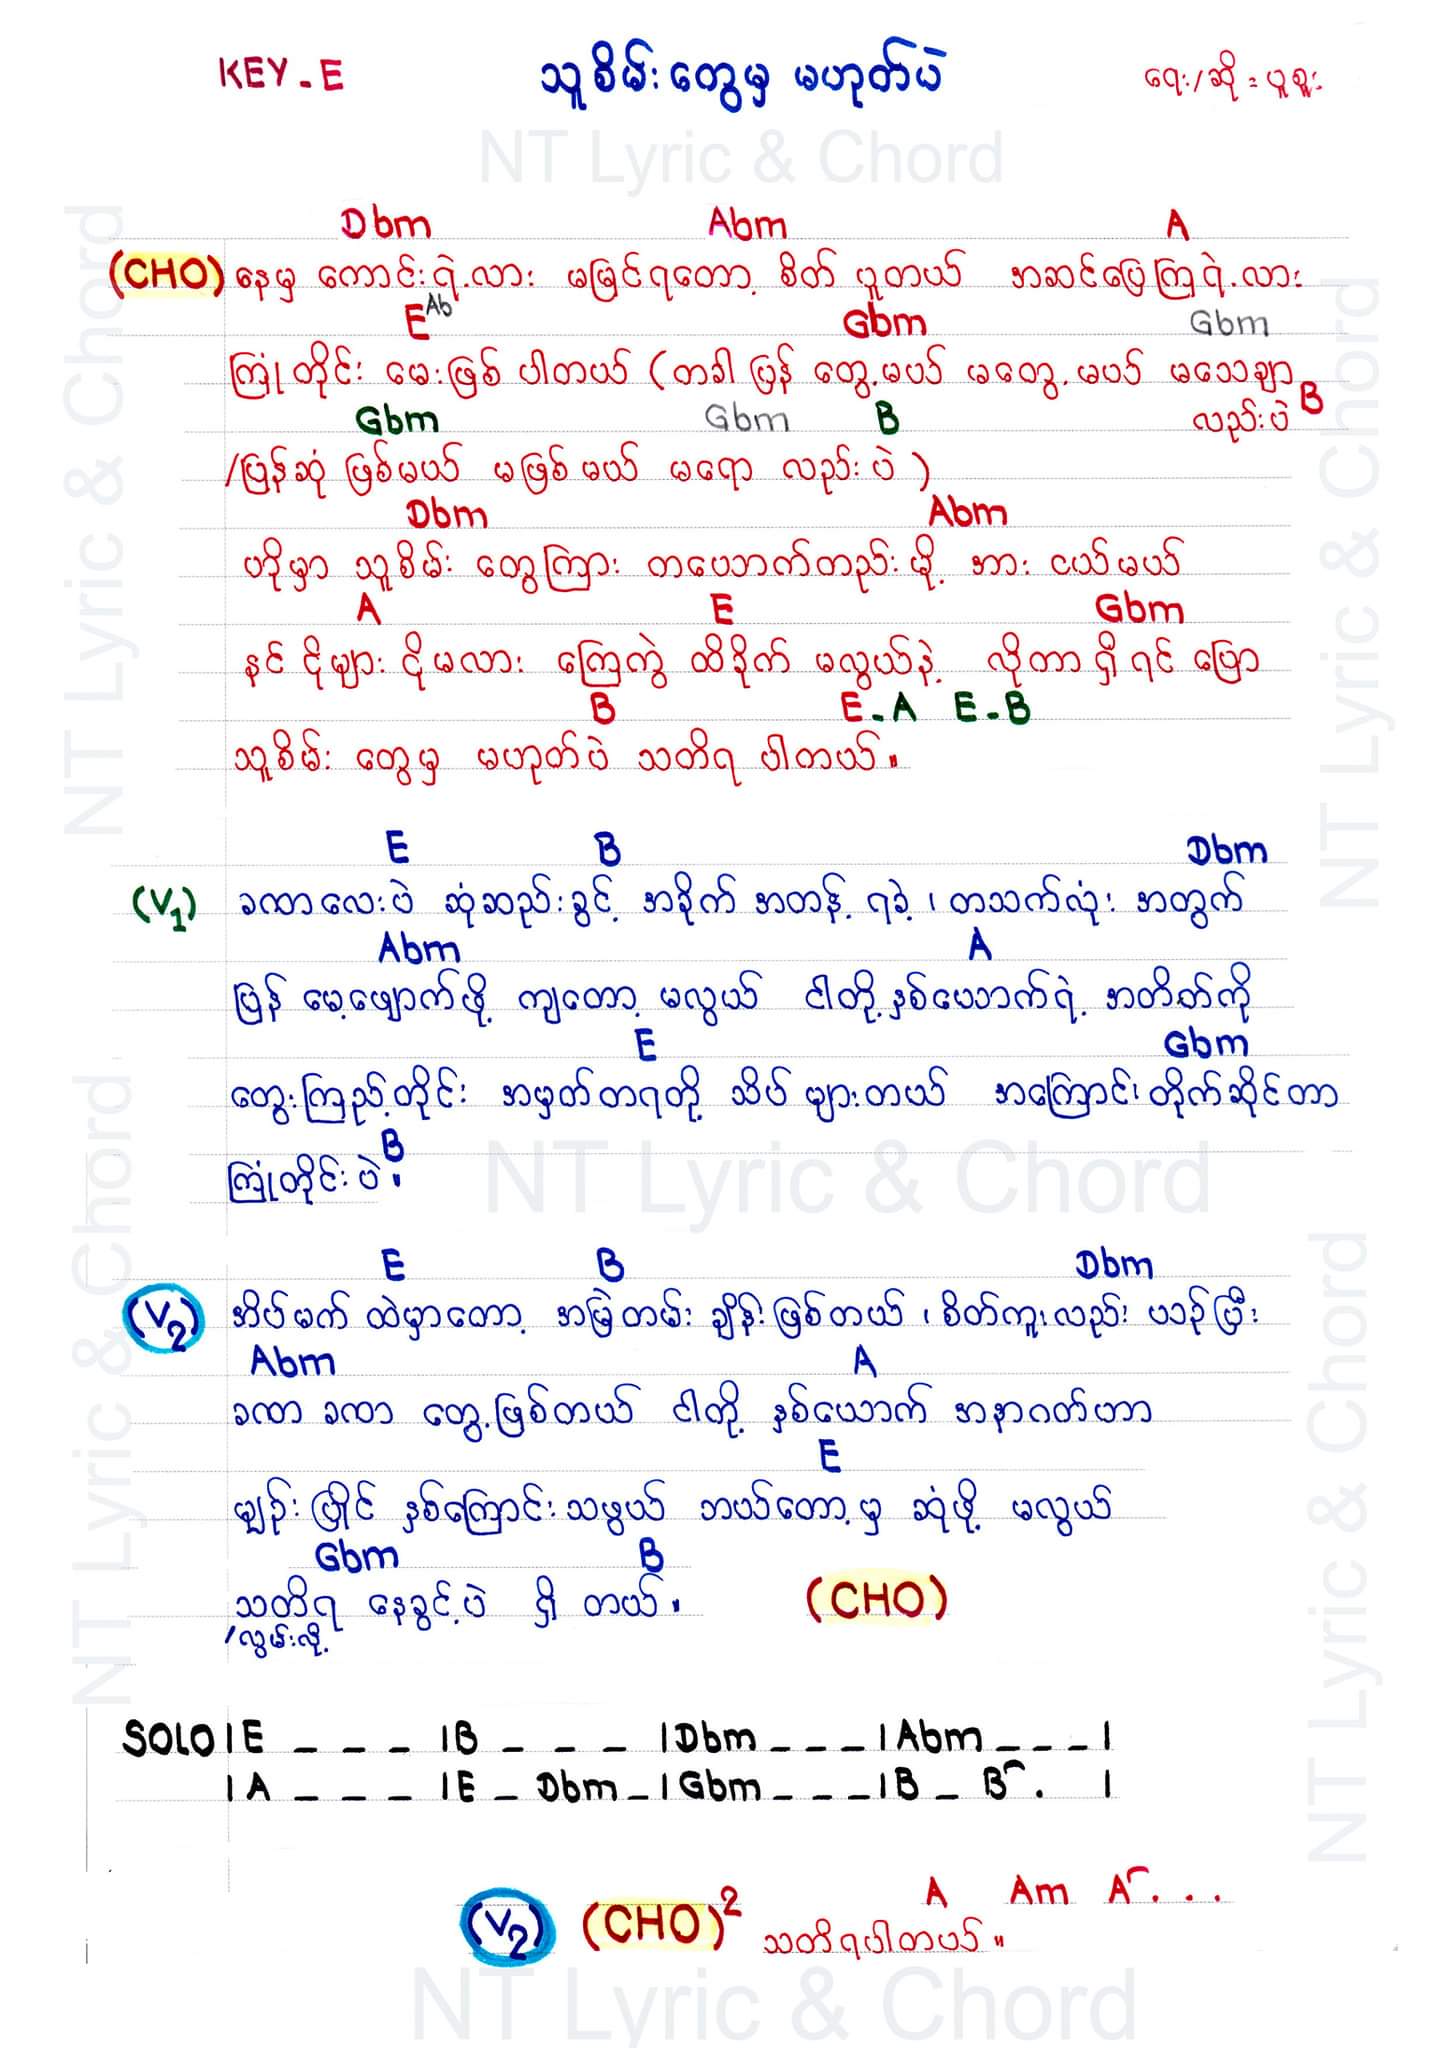 KEY - E
သူစိမ်းတွေမှ မဟုတ်ပဲ
ရေး/ဆို = ပူစူး
NT Lyric & Chord
Dbm Abm A
(CHO) နေမှ ကောင်းရဲ့လား မမြင်ရတော့ စိတ် ပူတယ် အဆင်ပြေကြရဲ့လား
E Ab Gbm Gbm
ကြုံတိုင်း မေးဖြစ် ပါတယ် (တခါ ပြန် တွေ့မယ် မတွေ့မယ် မသေချာ
လည်းပဲ B
Gbm Gbm B
/ပြန်ဆုံ ဖြစ်မယ် မဖြစ်မယ် မရော လည်းပဲ )
Dbm Abm
ဟိုမှာ သူစိမ်း တွေကြား တယောက်တည်းမို့ အား ငယ်မယ်
A E Gbm
နင် ငိုများ ငိုမလား ကြေကွဲ ထိခိုက် မလွယ်နဲ့ လိုတာရှိရင် ပြော
B E - A E - B
သူစိမ်း တွေမှ မဟုတ်ပဲ သတိရ ပါတယ်။
E B Dbm
(V1) ခဏလေးပဲ ဆုံဆည်းခွင့် အခိုက် အတန့် ရခဲ့၊ တသက်လုံး အတွက်
Abm A
ပြန် မေ့ဖျောက်ဖို့ ကျတော့ မလွယ် ငါတို့ နှစ်ယောက်ရဲ့ အတိတ်ကို
E Gbm
တွေးကြည့်တိုင်း အမှတ်တရတို့ သိပ် များတယ် အကြောင်းတိုက်ဆိုင်တာ
B
ကြုံတိုင်းပဲ။
NT Lyric & Chord
E B Dbm
(V2) အိပ်မက် ထဲမှာတော့ အမြဲတမ်း ချိန်းဖြစ်တယ်၊ စိတ်ကူးလည်း ယဉ်ပြီး
Abm A
ခဏ ခဏ တွေ့ဖြစ်တယ် ငါတို့ နှစ်ယောက် အနာဂတ်ဟာ
E
မျဉ်းပြိုင် နှစ်ကြောင်းသဖွယ် ဘယ်တော့မှ ဆုံဖို့ မလွယ်
Gbm B
သတိရ နေခွင့်ပဲ ရှိ တယ်။ (CHO)
/လွမ်းလို့
SOLO |E _ _ _ |B _ _ _ |Dbm _ _ _ |Abm _ _ _ |
|A _ _ _ |E _ Dbm _ |Gbm _ _ _ |B _ B⌒ . |
A Am A⌒ . . .
(V2) (CHO)2 သတိရပါတယ်။
NT Lyric & Chord
NT Lyric & Chord
NT Lyric & Chord
NT Lyric & Chord
NT Lyric & Chord